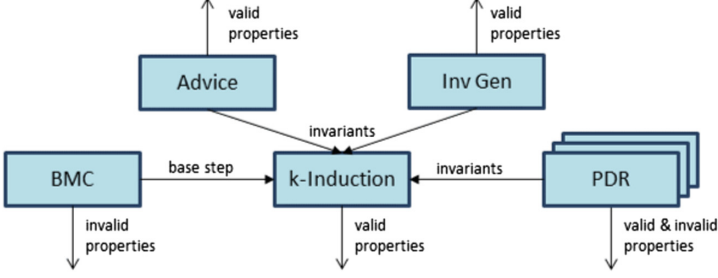 valid
properties
valid
properties
Advice
Inv Gen
invariants
BMC
base step
k-Induction
invariants
PDR
invalid
properties
valid
properties
valid & invalid
properties